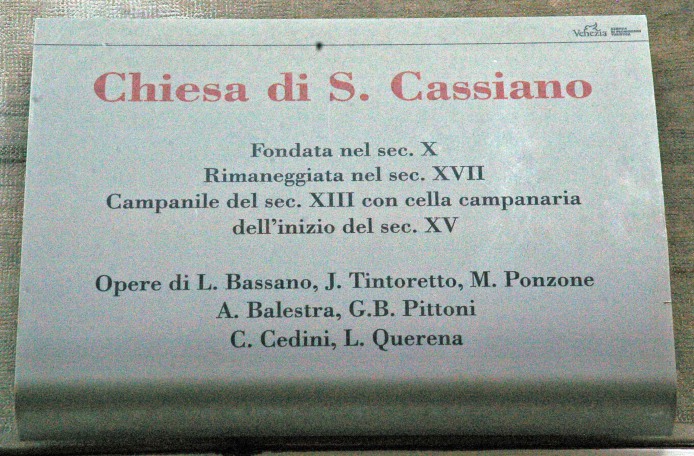 Venezia
Chiesa di S. Cassiano
Fondata nel sec. X
Rimaneggiata nel sec. XVII
Campanile del sec. XIII con cella campanaria
dell'inizio del sec. XV
Opere di L. Bassano, J. Tintoretto, M. Ponzone
A. Balestra, G.B. Pittoni
C. Cedini, L. Querena